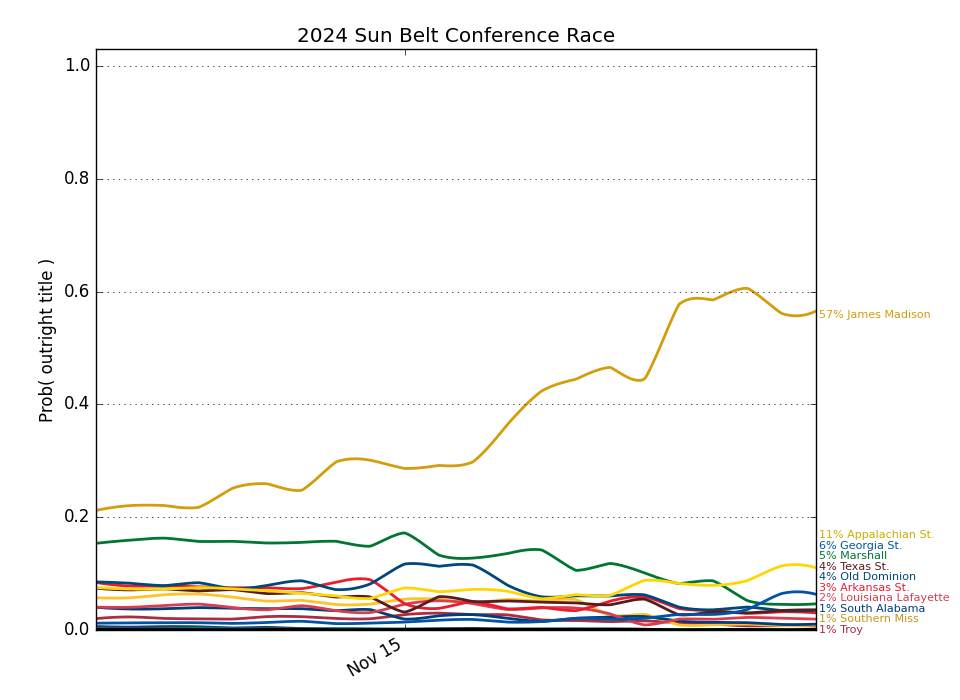 2024 Sun Belt Conference Race
Prob( outright title )
1.0
0.8
0.6
0.4
0.2
0.0
Nov 15
57% James Madison
11% Appalachian St.
6% Georgia St.
5% Marshall
4% Texas St.
4% Old Dominion
3% Arkansas St.
2% Louisiana Lafayette
1% South Alabama
1% Southern Miss
1% Troy